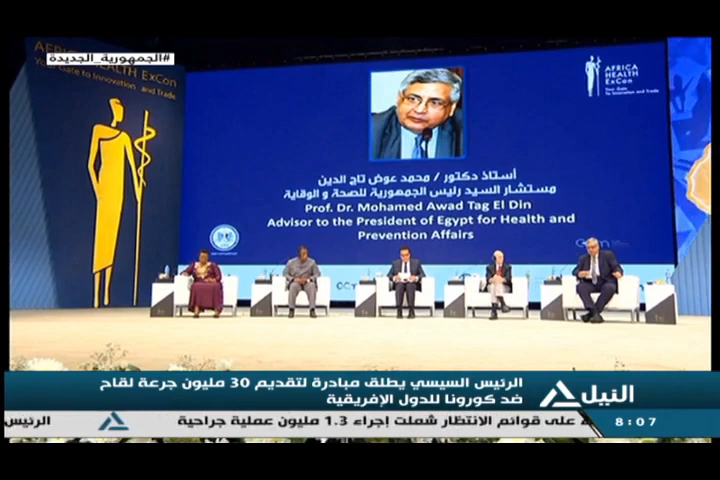 #الجمهورية_الجديدة
AFRICA HEALTH ExCon
Your Gate to Innovation and Trade
AFRICA
HEALTH
ExCon
Your Gate
To Innovation and Trade
أستاذ دكتور / محمد عوض تاج الدين
مستشار السيد رئيس الجمهورية للصحة و الوقاية
Prof. Dr. Mohamed Awad Tag El Din
Advisor to the President of Egypt for Health and
Prevention Affairs
الرئيس السيسي يطلق مبادرة لتقديم 30 مليون جرعة لقاح
ضد كورونا للدول الإفريقية
النيل
على قوائم الانتظار شملت إجراء 1.3 مليون عملية جراحية
الرئيس
8:07